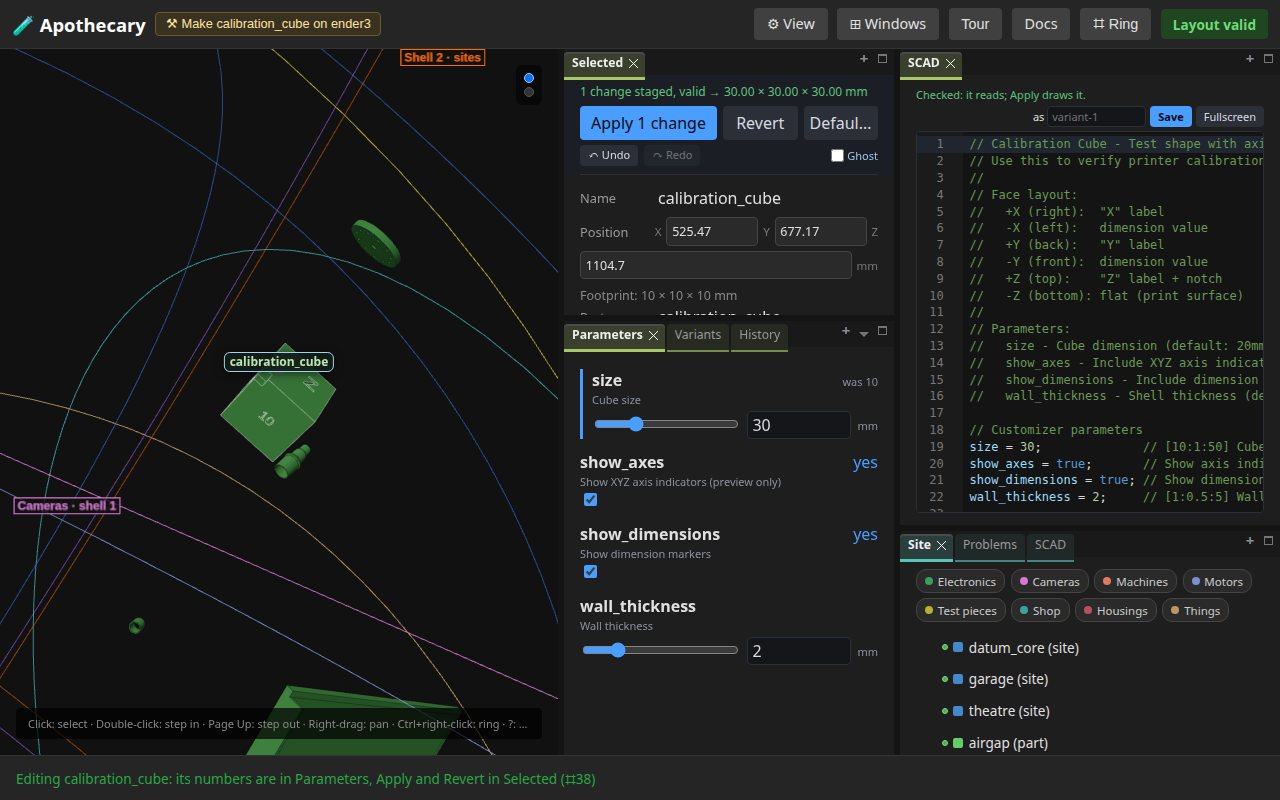 Apothecary
⚒ Make calibration_cube on ender3
⚙ View
⊞ Windows
Tour
Docs
⌗ Ring
Layout valid
Shell 2 · sites
calibration_cube
10
Z
Cameras · shell 1
Click: select · Double-click: step in · Page Up: step out · Right-drag: pan · Ctrl+right-click: ring · ?: ...
Selected
1 change staged, valid → 30.00 × 30.00 × 30.00 mm
Apply 1 change
Revert
Defaul...
↶ Undo
↷ Redo
Ghost
Name calibration_cube
Position X 525.47 Y 677.17 Z
1104.7 mm
Footprint: 10 × 10 × 10 mm
Parameters
Variants
History
size was 10
Cube size
30 mm
show_axes yes
Show XYZ axis indicators (preview only)
show_dimensions yes
Show dimension markers
wall_thickness
Wall thickness
2 mm
SCAD
Checked: it reads; Apply draws it.
as variant-1 Save Fullscreen
1 // Calibration Cube - Test shape with axi
2 // Use this to verify printer calibration
3 //
4 // Face layout:
5 //   +X (right):  "X" label
6 //   -X (left):   dimension value
7 //   +Y (back):   "Y" label
8 //   -Y (front):  dimension value
9 //   +Z (top):    "Z" label + notch
10 //   -Z (bottom): flat (print surface)
11 //
12 // Parameters:
13 //   size - Cube dimension (default: 20mm
14 //   show_axes - Include XYZ axis indicat
15 //   show_dimensions - Include dimension
16 //   wall_thickness - Shell thickness (de
17
18 // Customizer parameters
19 size = 30;             // [10:1:50] Cube
20 show_axes = true;      // Show axis indi
21 show_dimensions = true; // Show dimension
22 wall_thickness = 2;    // [1:0.5:5] Wall
Site
Problems
SCAD
Electronics
Cameras
Machines
Motors
Test pieces
Shop
Housings
Things
datum_core (site)
garage (site)
theatre (site)
airgap (part)
Editing calibration_cube: its numbers are in Parameters, Apply and Revert in Selected (⌗38)